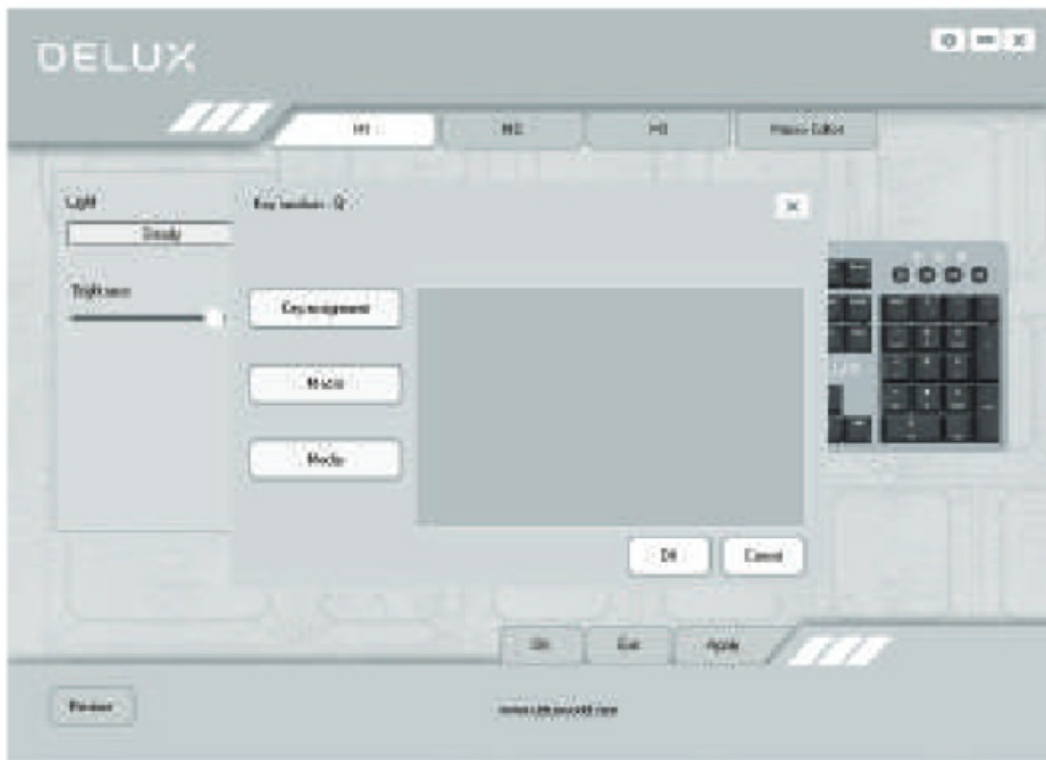 DELUX
M1 M2 M3 Macro Editor
Light
Key function : Q
Steady
Brightness
Key assignment
Macro
Media
OK Cancel
OK Exit Apply
Restore